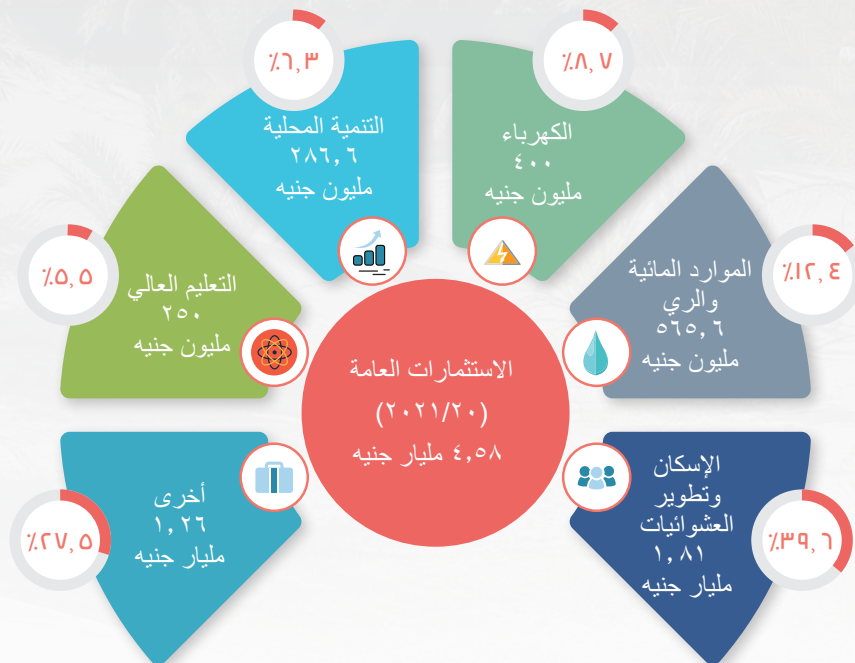 الاستثمارات العامة
(٢٠٢١/٢٠)
٤,٥٨ مليار جنيه
٪٨,٧
الكهرباء
٤٠٠
مليون جنيه
٪١٢,٤
الموارد المائية
والري
٥٦٥,٦
مليون جنيه
٪٣٩,٦
الإسكان
وتطوير
العشوائيات
١,٨١
مليار جنيه
٪٦,٣
التنمية المحلية
٢٨٦,٦
مليون جنيه
٪٥,٥
التعليم العالي
٢٥٠
مليون جنيه
٪٢٧,٥
أخرى
١,٢٦
مليار جنيه